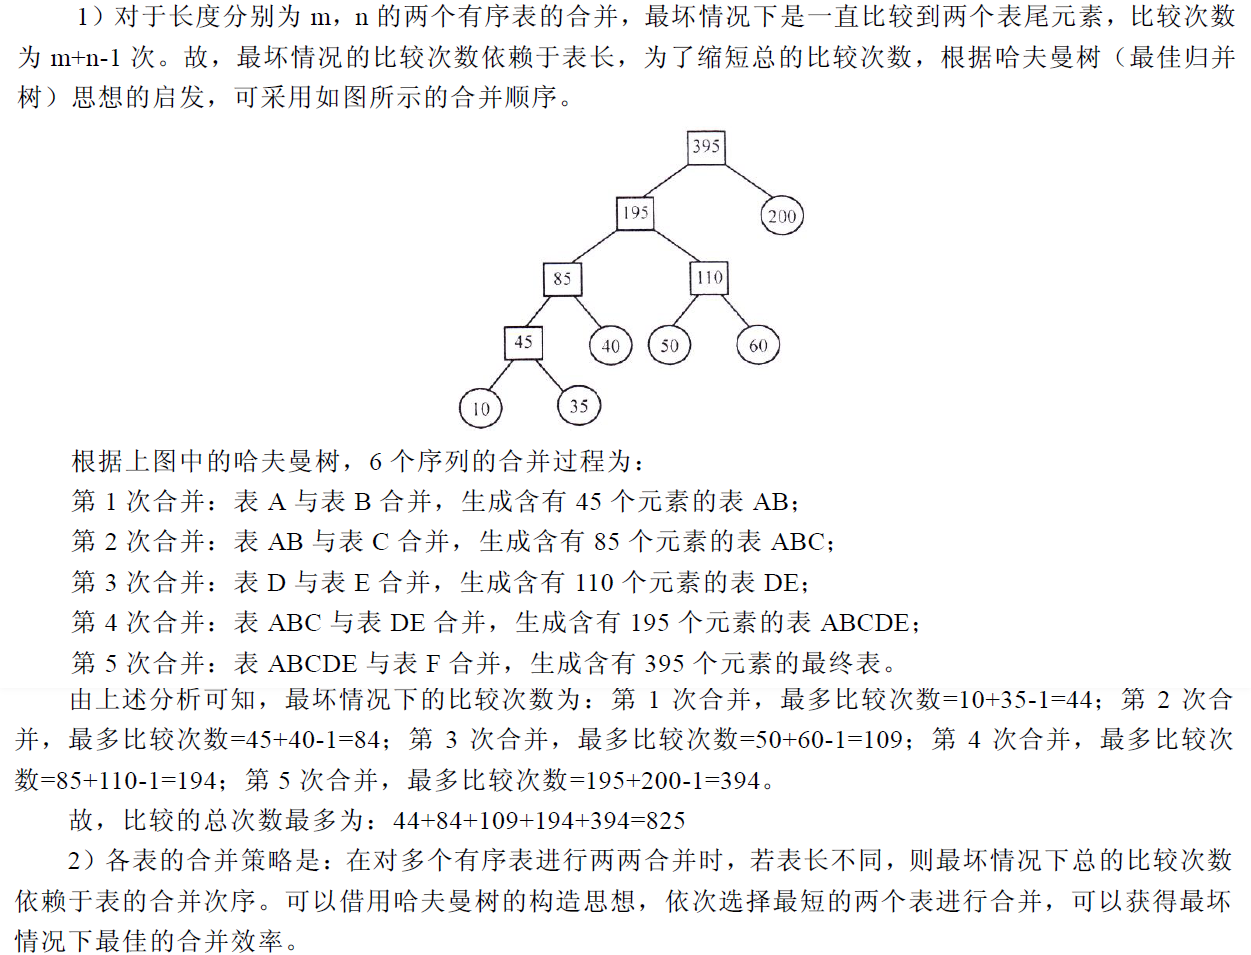 1）对于长度分别为 m，n 的两个有序表的合并，最坏情况下是一直比较到两个表尾元素，比较次数
为 m+n-1 次。故，最坏情况的比较次数依赖于表长，为了缩短总的比较次数，根据哈夫曼树（最佳归并
树）思想的启发，可采用如图所示的合并顺序。
395
195
200
85
110
45
40
50
60
10
35
根据上图中的哈夫曼树，6 个序列的合并过程为：
第 1 次合并：表 A 与表 B 合并，生成含有 45 个元素的表 AB；
第 2 次合并：表 AB 与表 C 合并，生成含有 85 个元素的表 ABC；
第 3 次合并：表 D 与表 E 合并，生成含有 110 个元素的表 DE；
第 4 次合并：表 ABC 与表 DE 合并，生成含有 195 个元素的表 ABCDE；
第 5 次合并：表 ABCDE 与表 F 合并，生成含有 395 个元素的最终表。
由上述分析可知，最坏情况下的比较次数为：第 1 次合并，最多比较次数=10+35-1=44；第 2 次合
并，最多比较次数=45+40-1=84；第 3 次合并，最多比较次数=50+60-1=109；第 4 次合并，最多比较次
数=85+110-1=194；第 5 次合并，最多比较次数=195+200-1=394。
故，比较的总次数最多为：44+84+109+194+394=825
2）各表的合并策略是：在对多个有序表进行两两合并时，若表长不同，则最坏情况下总的比较次数
依赖于表的合并次序。可以借用哈夫曼树的构造思想，依次选择最短的两个表进行合并，可以获得最坏
情况下最佳的合并效率。